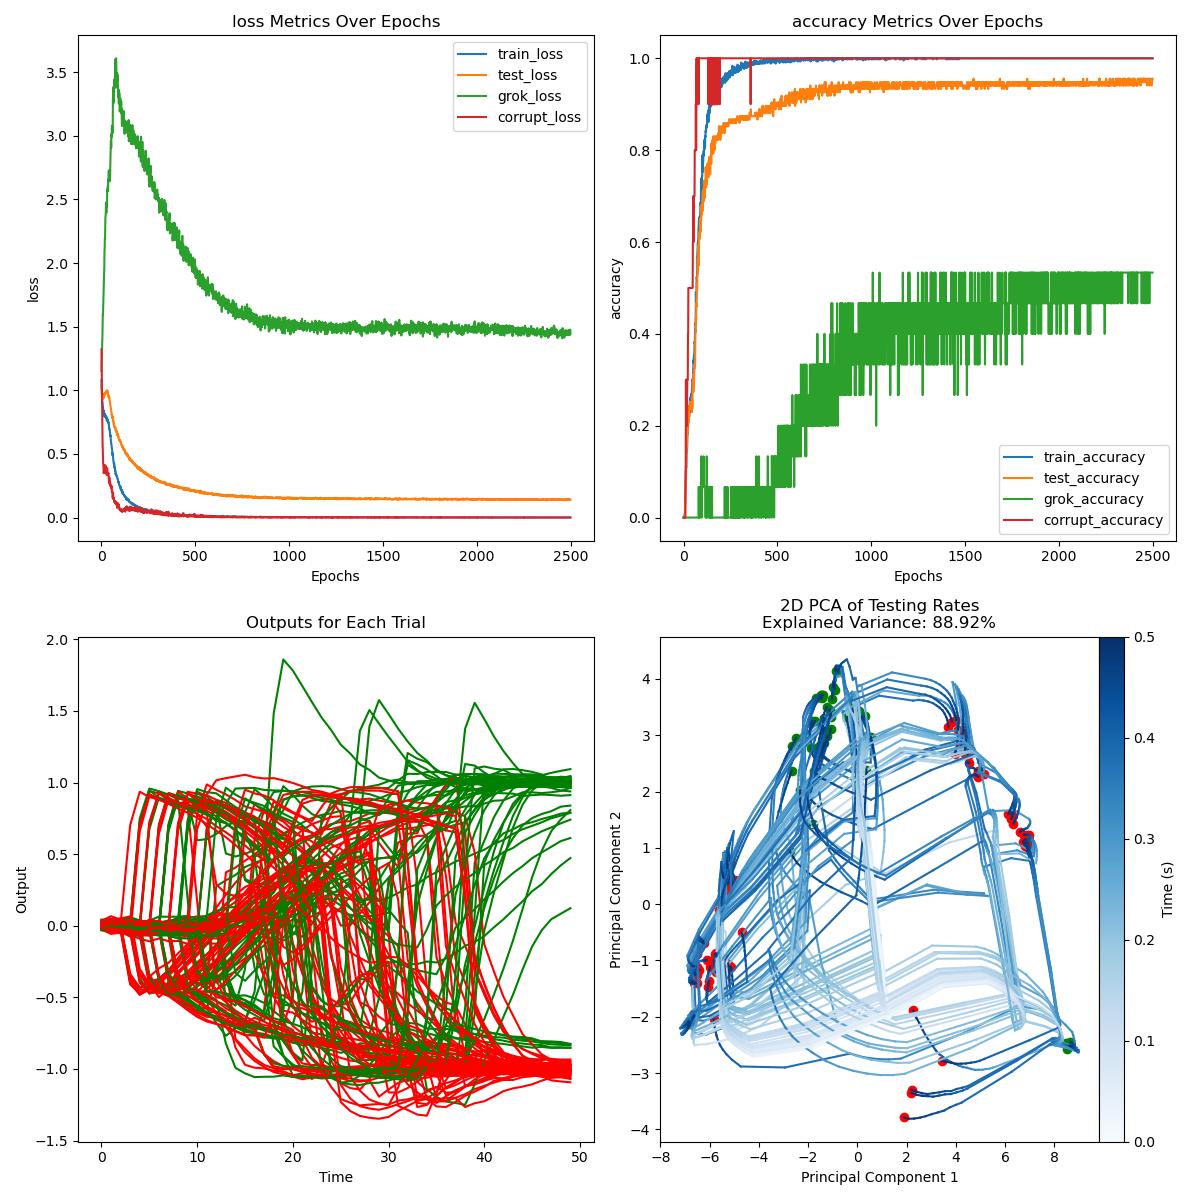 loss Metrics Over Epochs
3.5
3.0
2.5
2.0
1.5
1.0
0.5
0.0
loss
train_loss
test_loss
grok_loss
corrupt_loss
0
500
1000
1500
2000
2500
Epochs
accuracy Metrics Over Epochs
1.0
0.8
0.6
0.4
0.2
0.0
accuracy
train_accuracy
test_accuracy
grok_accuracy
corrupt_accuracy
0
500
1000
1500
2000
2500
Epochs
Outputs for Each Trial
2.0
1.5
1.0
0.5
0.0
−0.5
−1.0
−1.5
Output
0
10
20
30
40
50
Time
2D PCA of Testing Rates
Explained Variance: 88.92%
4
3
2
1
0
−1
−2
−3
−4
Principal Component 2
−8
−6
−4
−2
0
2
4
6
8
Principal Component 1
0.5
0.4
0.3
0.2
0.1
0.0
Time (s)